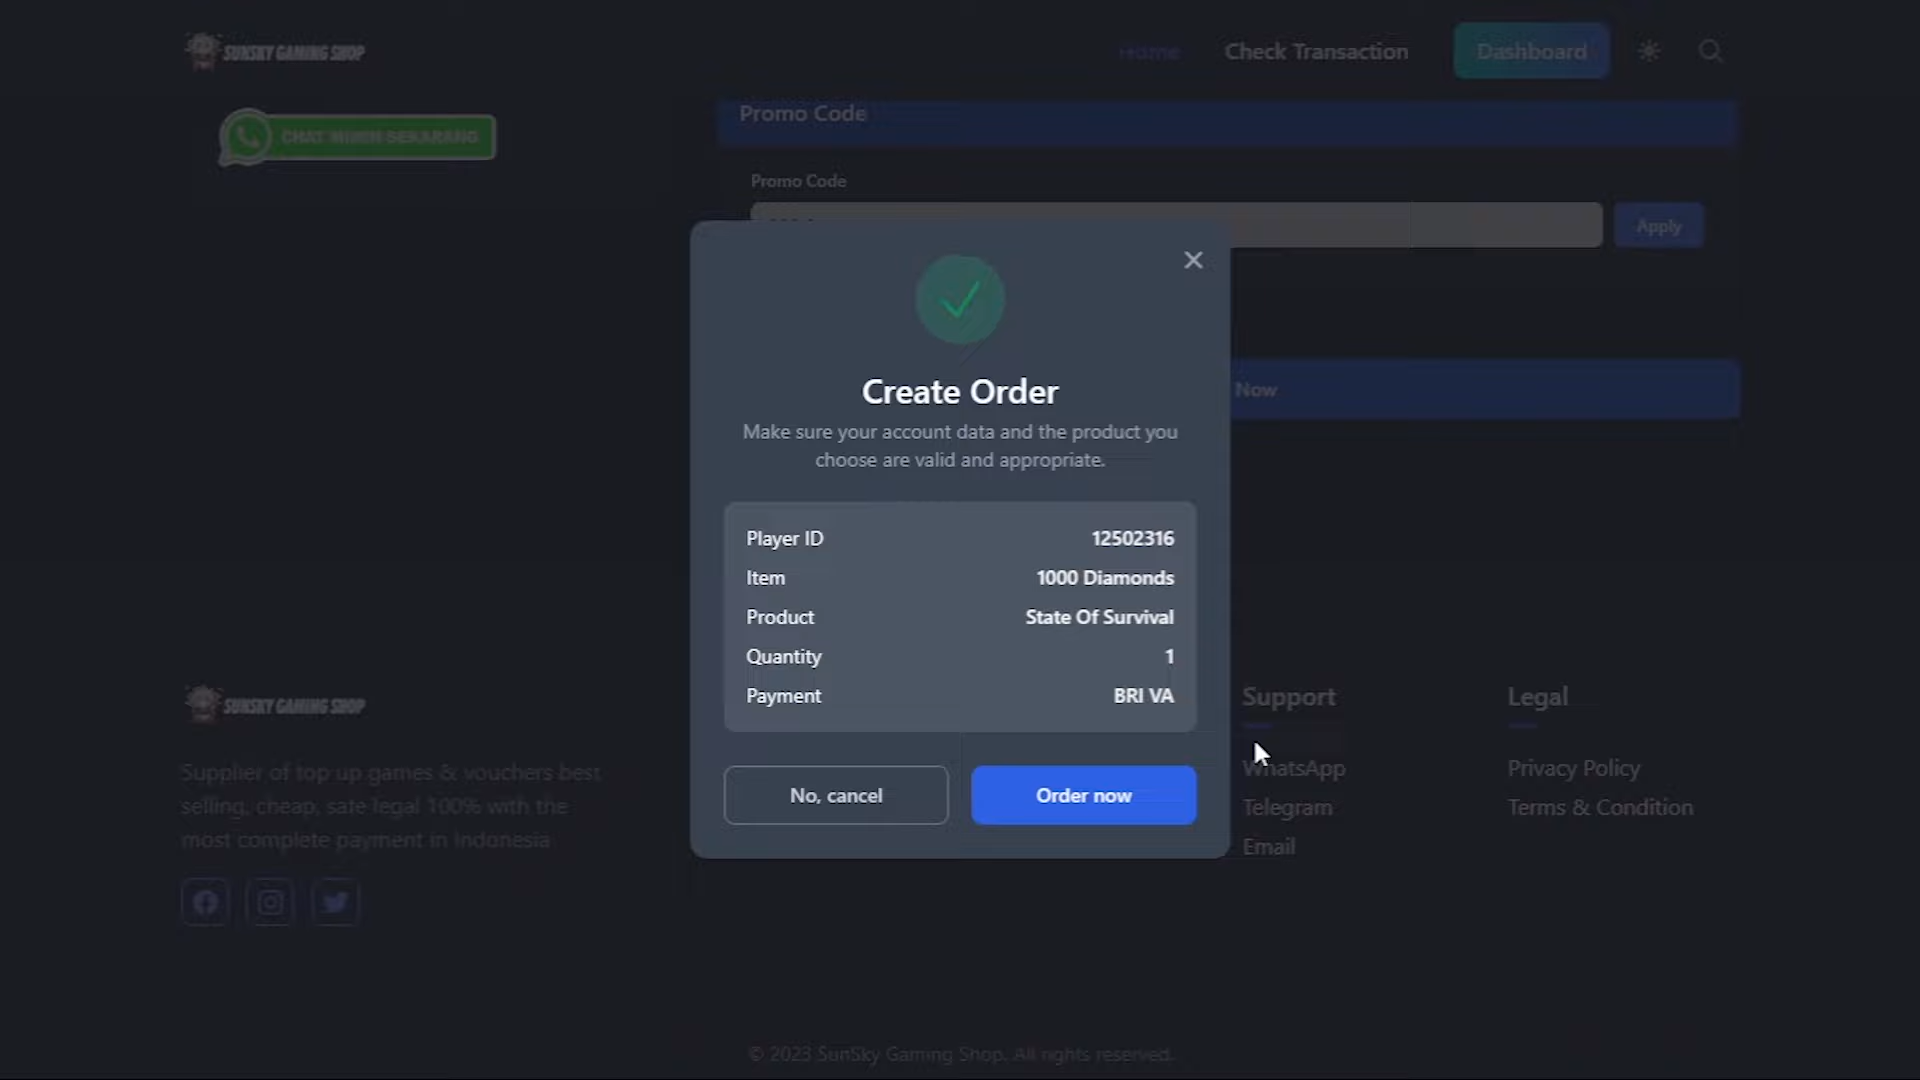 SUNSKY GAMING SHOP
Home
Check Transaction
Dashboard
CHAT MIMIN SEKARANG
Promo Code
Promo Code
Apply
Now
Create Order
Make sure your account data and the product you
choose are valid and appropriate.
Player ID 12502316
Item 1000 Diamonds
Product State Of Survival
Quantity 1
Payment BRI VA
No, cancel
Order now
SUNSKY GAMING SHOP
Supplier of top up games & vouchers best
selling, cheap, safe legal 100% with the
most complete payment in Indonesia
Support
WhatsApp
Telegram
Email
Legal
Privacy Policy
Terms & Condition
© 2023 SunSky Gaming Shop. All rights reserved.